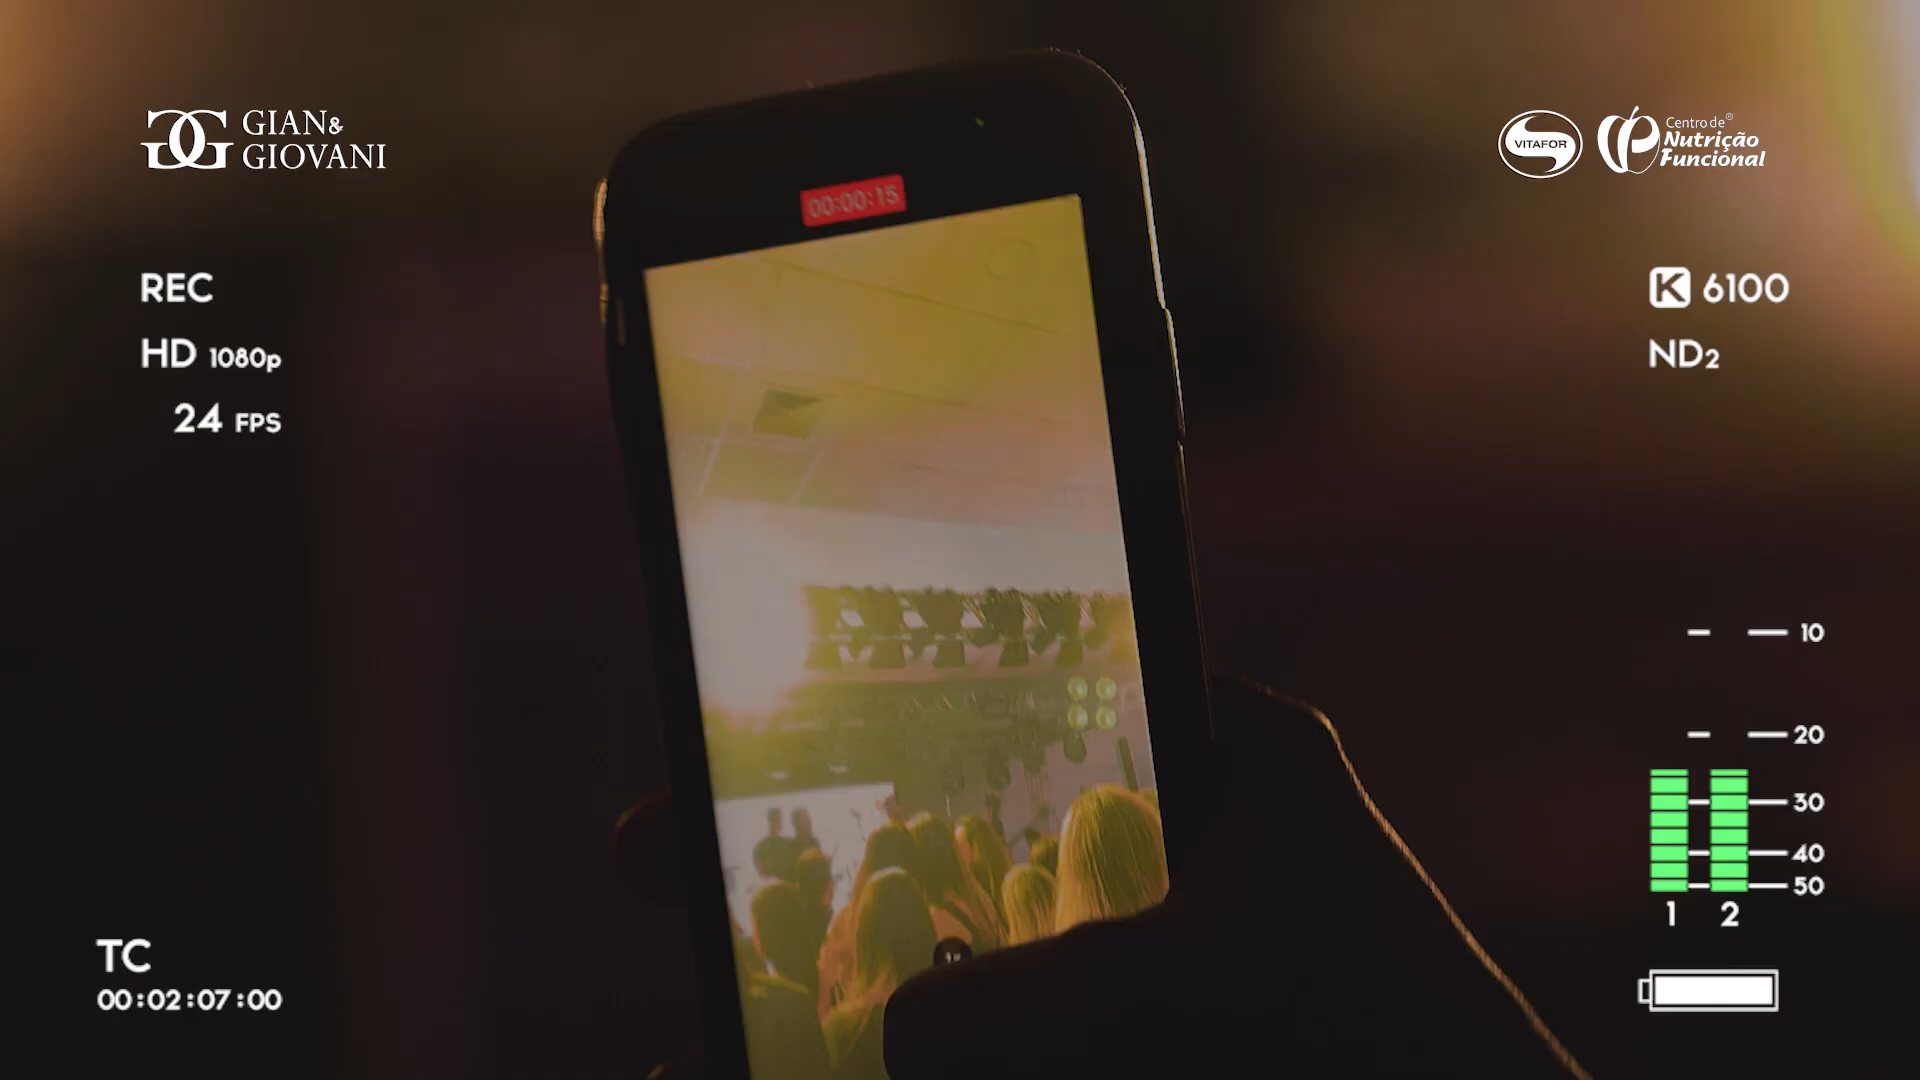 GIAN&
GIOVANI
VITAFOR
Centro de®
Nutrição
Funcional
00:00:15
REC
HD 1080p
24 FPS
K 6100
ND2
10
20
30
40
50
1 2
TC
00:02:07:00